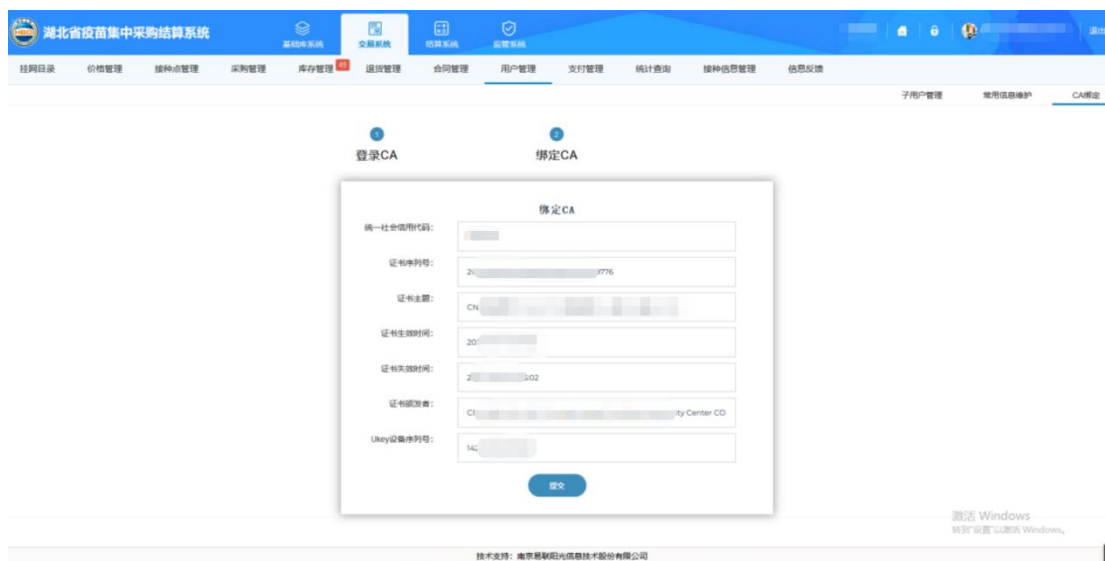 湖北省疫苗集中采购结算系统
基础库系统 交易系统 结算系统 监管系统 退出
挂网目录 价格管理 接种点管理 采购管理 库存管理 45 退货管理 合同管理 用户管理 支付管理 统计查询 接种信息管理 信息反馈
子用户管理 常用信息维护 CA绑定
1 2
登录CA 绑定CA
绑定CA
统一社会信用代码：
证书序列号： 776
证书主题： CN
证书生效时间： 20
证书失效时间： 2 :02
证书颁发者： ity Center CO
Ukey设备序列号： 142
提交
激活 Windows
转到"设置"以激活 Windows。
技术支持：南京易联阳光信息技术股份有限公司